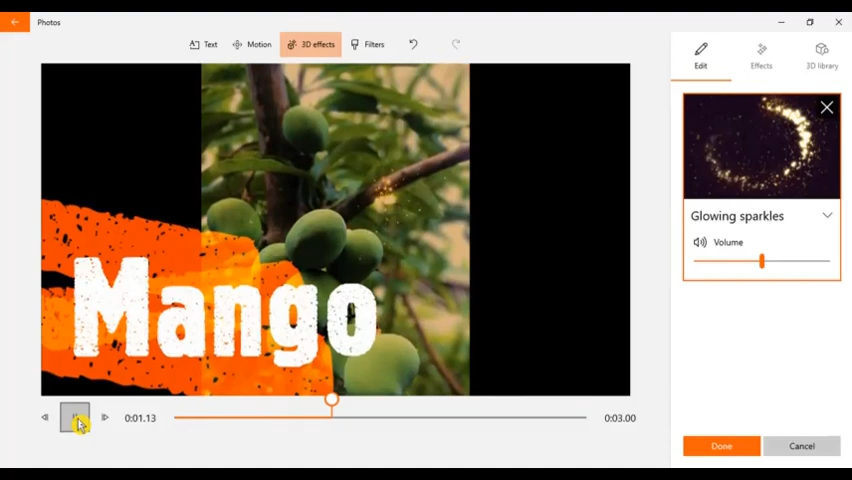 Photos
Text Motion 3D effects Filters
Edit Effects 3D library
Glowing sparkles
Volume
Mango
0:01.13 0:03.00
Done Cancel